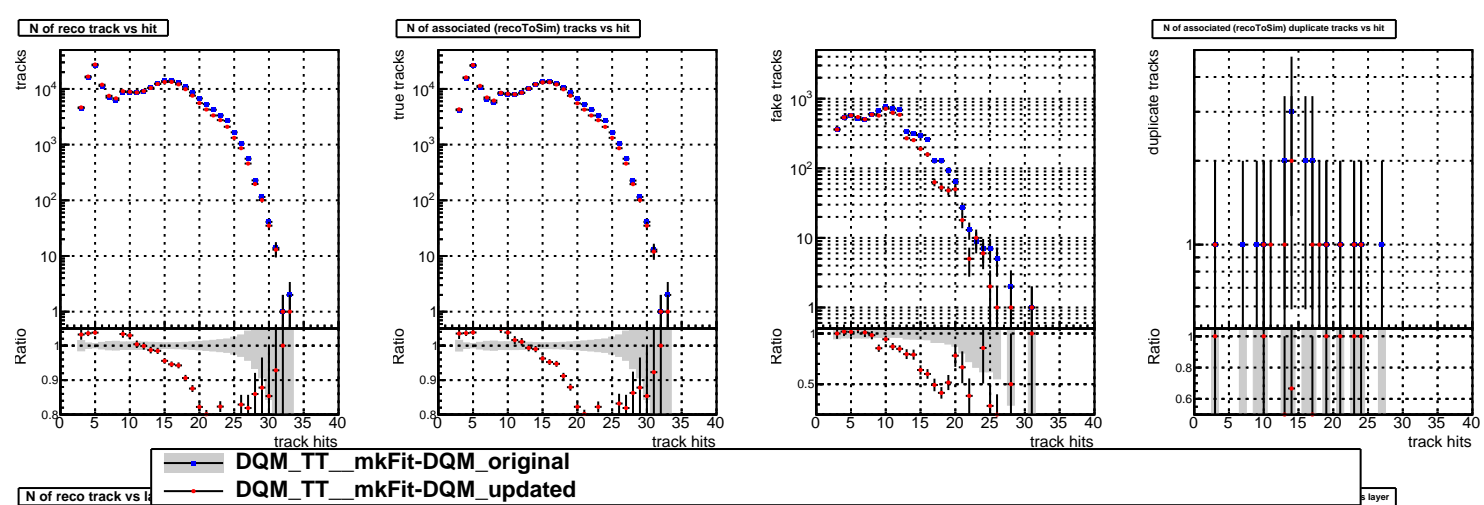 N of reco track vs hit
N of associated (recoToSim) tracks vs hit
N of associated (recoToSim) duplicate tracks vs hit
tracks
10⁴
10³
10²
10
1
Ratio
1
0.9
0.8
0 5 10 15 20 25 30 35 40
track hits
true tracks
10⁴
10³
10²
10
1
Ratio
1
0.9
0.8
0 5 10 15 20 25 30 35 40
track hits
fake tracks
10³
10²
10
1
Ratio
1
0.5
0 5 10 15 20 25 30 35 40
track hits
duplicate tracks
1
Ratio
1
0.8
0.6
0 5 10 15 20 25 30 35 40
track hits
DQM_TT__mkFit-DQM_original
DQM_TT__mkFit-DQM_updated
N of reco track vs la
s layer